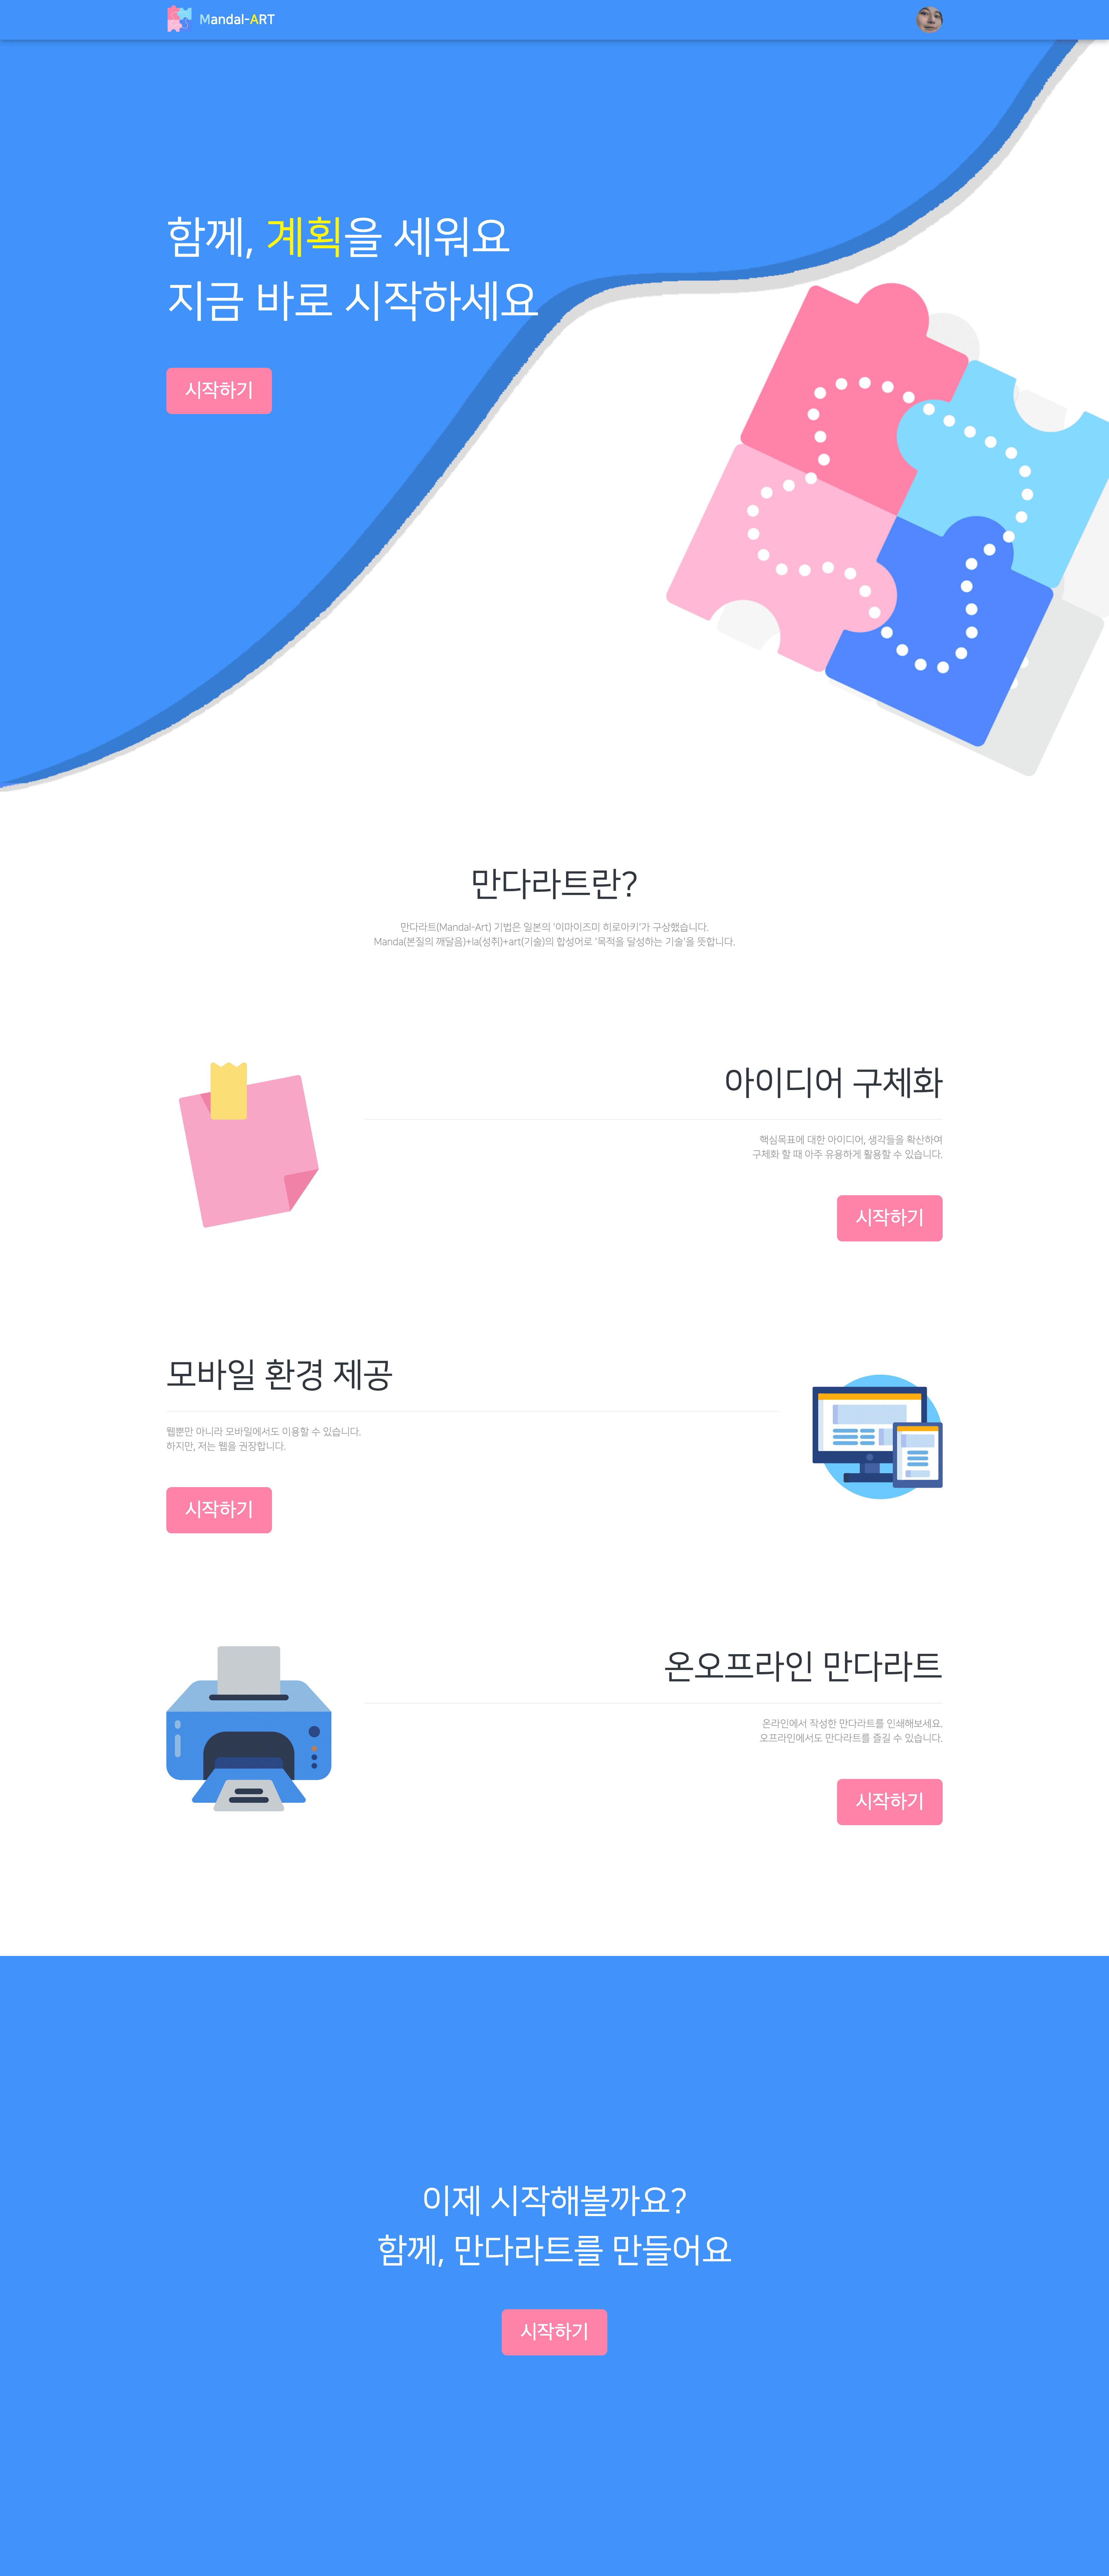 Mandal-ART
함께, 계획을 세워요
지금 바로 시작하세요
시작하기
만다라트란?
만다라트(Mandal-Art) 기법은 일본의 '이마이즈미 히로아키'가 구상했습니다.
Manda(본질의 깨달음)+la(성취)+art(기술)의 합성어로 '목적을 달성하는 기술'을 뜻합니다.
아이디어 구체화
핵심목표에 대한 아이디어, 생각들을 확산하여
구체화 할 때 아주 유용하게 활용할 수 있습니다.
시작하기
모바일 환경 제공
웹뿐만 아니라 모바일에서도 이용할 수 있습니다.
하지만, 저는 웹을 권장합니다.
시작하기
온오프라인 만다라트
온라인에서 작성한 만다라트를 인쇄해보세요.
오프라인에서도 만다라트를 즐길 수 있습니다.
시작하기
이제 시작해볼까요?
함께, 만다라트를 만들어요
시작하기